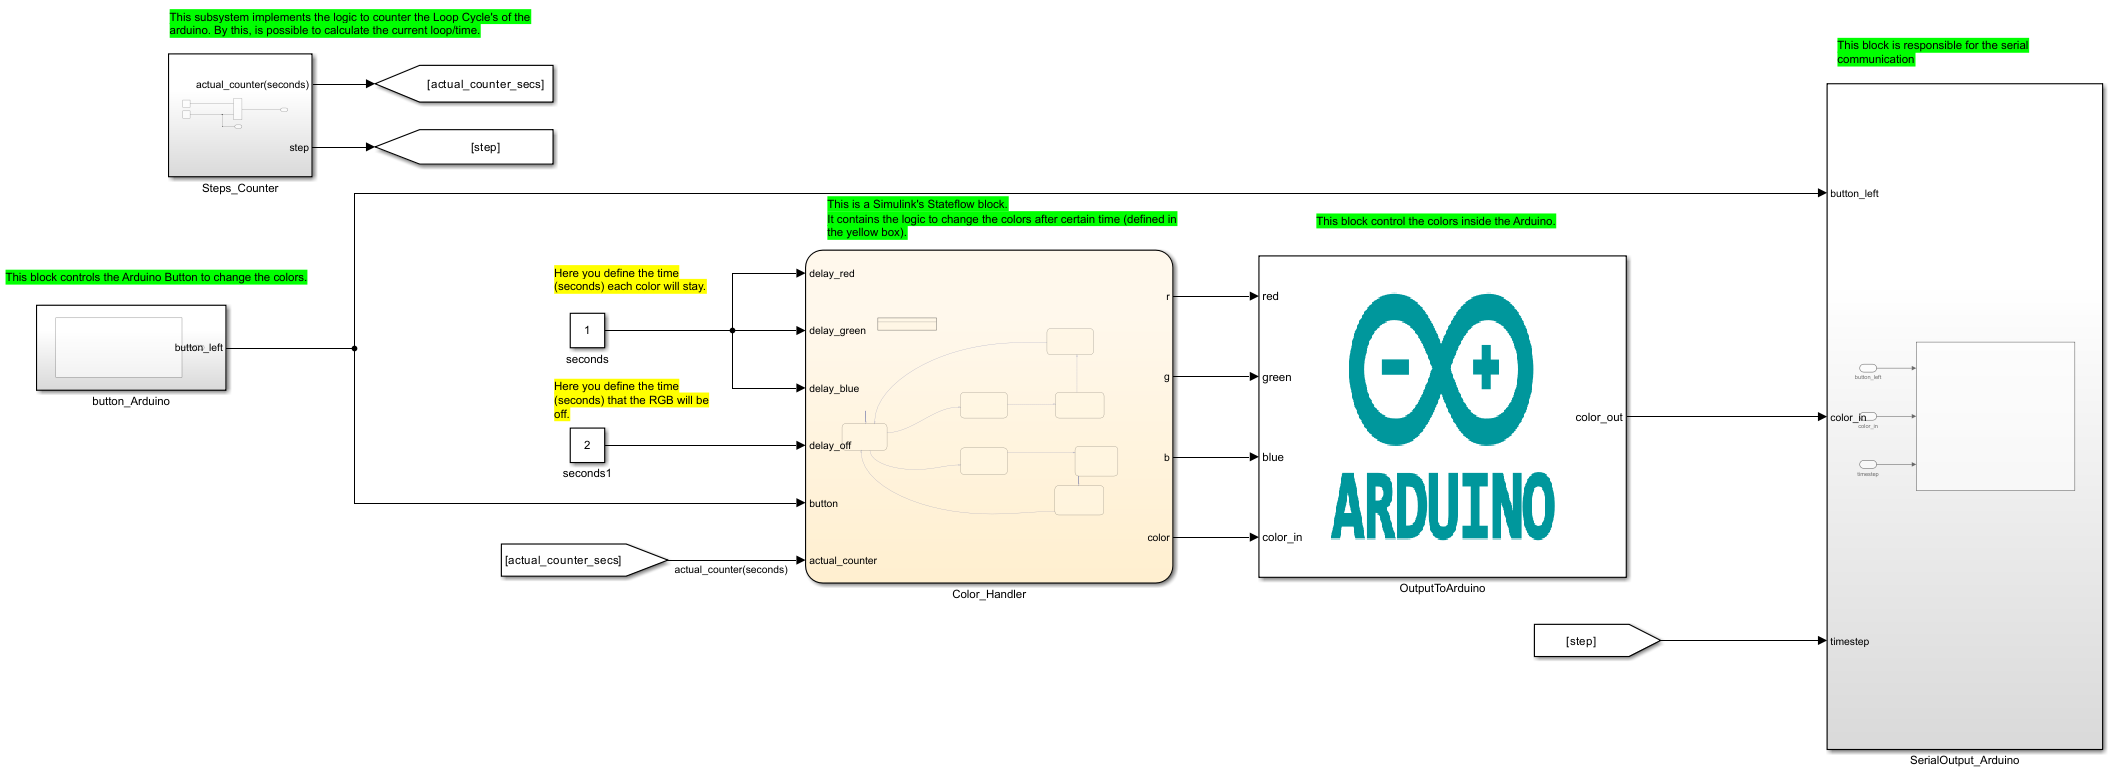 This subsystem implements the logic to counter the Loop Cycle's of the
arduino. By this, is possible to calculate the current loop/time.
actual_counter(seconds)
step
Steps_Counter
[actual_counter_secs]
[step]
This block controls the Arduino Button to change the colors.
button_left
button_Arduino
Here you define the time
(seconds) each color will stay.
1
seconds
Here you define the time
(seconds) that the RGB will be
off.
2
seconds1
[actual_counter_secs]
actual_counter(seconds)
This is a Simulink's Stateflow block.
It contains the logic to change the colors after certain time (defined in
the yellow box).
delay_red
delay_green
delay_blue
delay_off
button
actual_counter
r
g
b
color
Color_Handler
This block control the colors inside the Arduino.
red
green
blue
color_in
ARDUINO
color_out
OutputToArduino
[step]
This block is responsible for the serial
communication
button_left
color_in
timestep
button_left
color_in
timestep
SerialOutput_Arduino